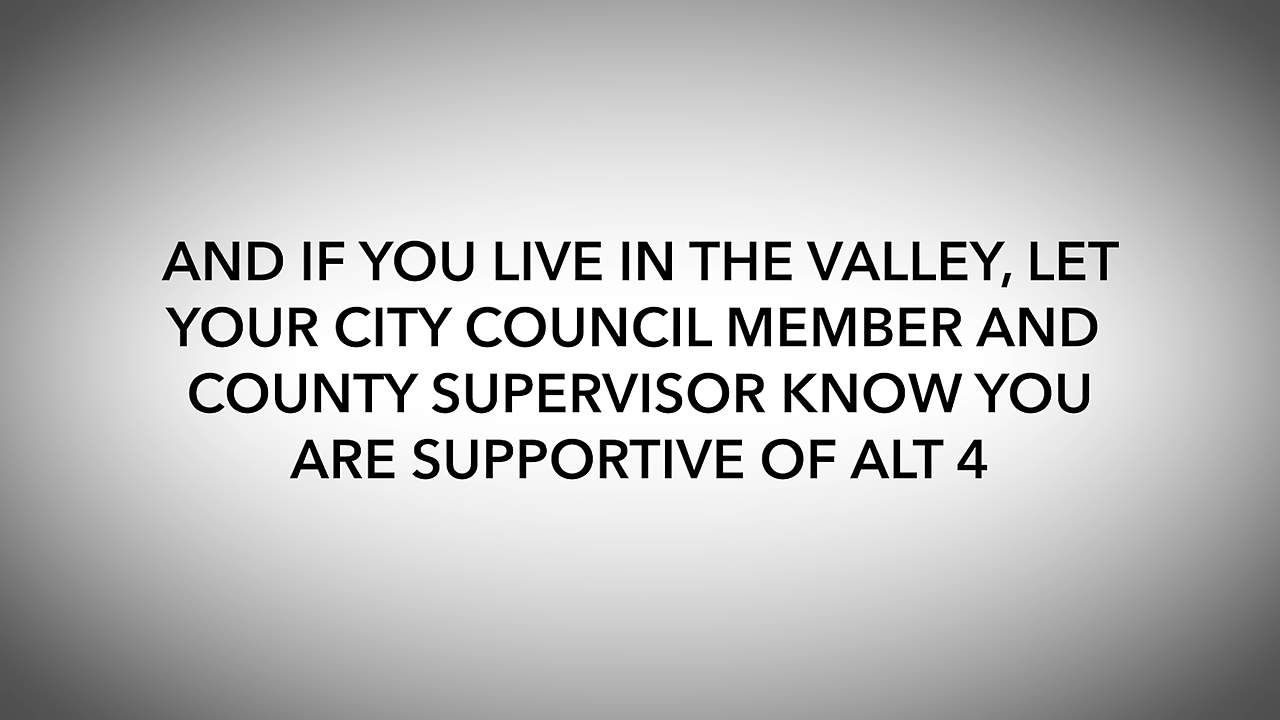 AND IF YOU LIVE IN THE VALLEY, LET
YOUR CITY COUNCIL MEMBER AND
COUNTY SUPERVISOR KNOW YOU
ARE SUPPORTIVE OF ALT 4